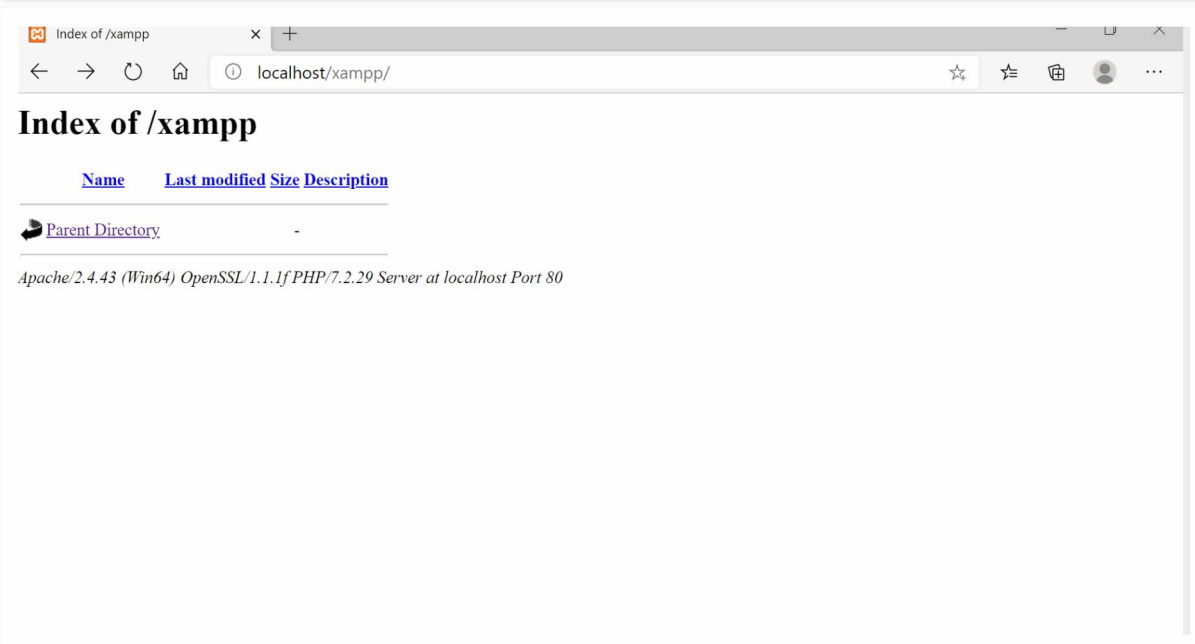 Index of /xampp
localhost/xampp/
Index of /xampp
Name Last modified Size Description
Parent Directory -
Apache/2.4.43 (Win64) OpenSSL/1.1.1f PHP/7.2.29 Server at localhost Port 80